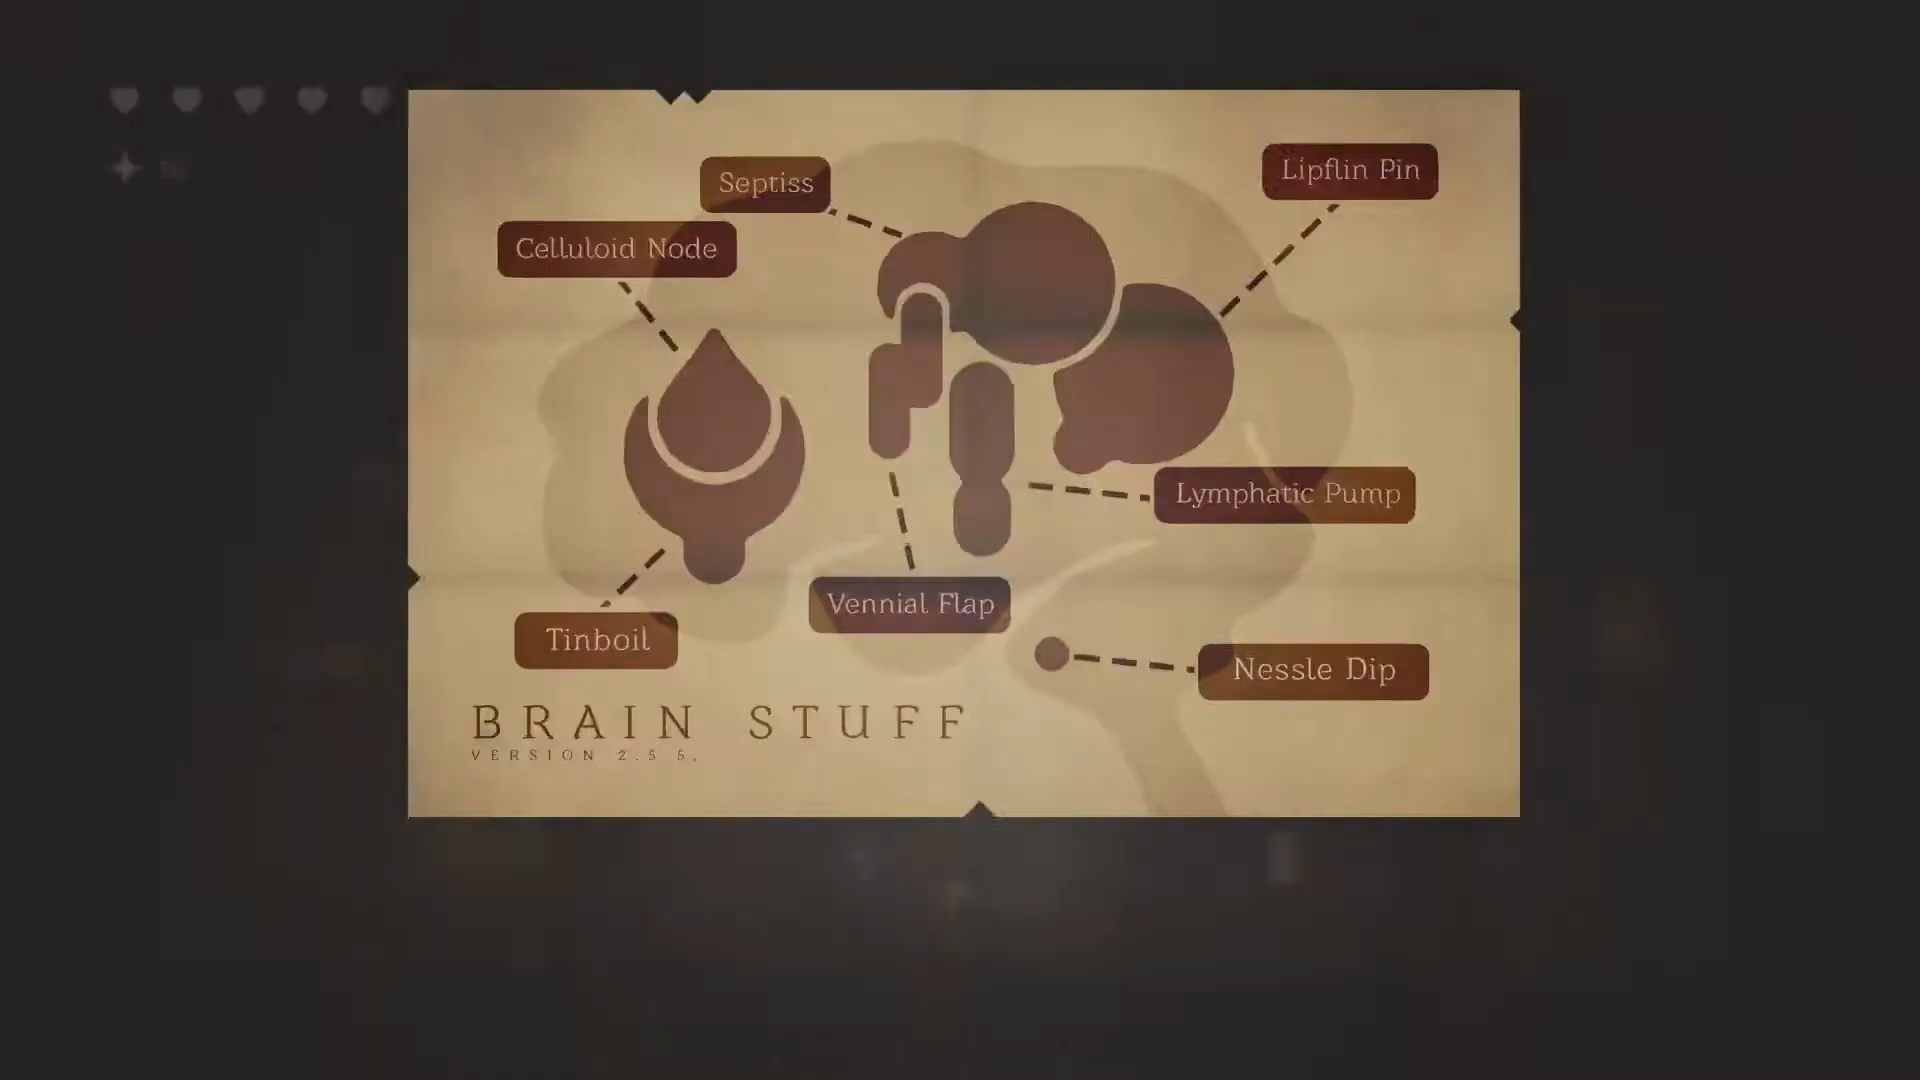 Septiss
Lipflin Pin
Celluloid Node
Lymphatic Pump
Vennial Flap
Tinboil
Nessle Dip
BRAIN STUFF
VERSION 2.5 5,